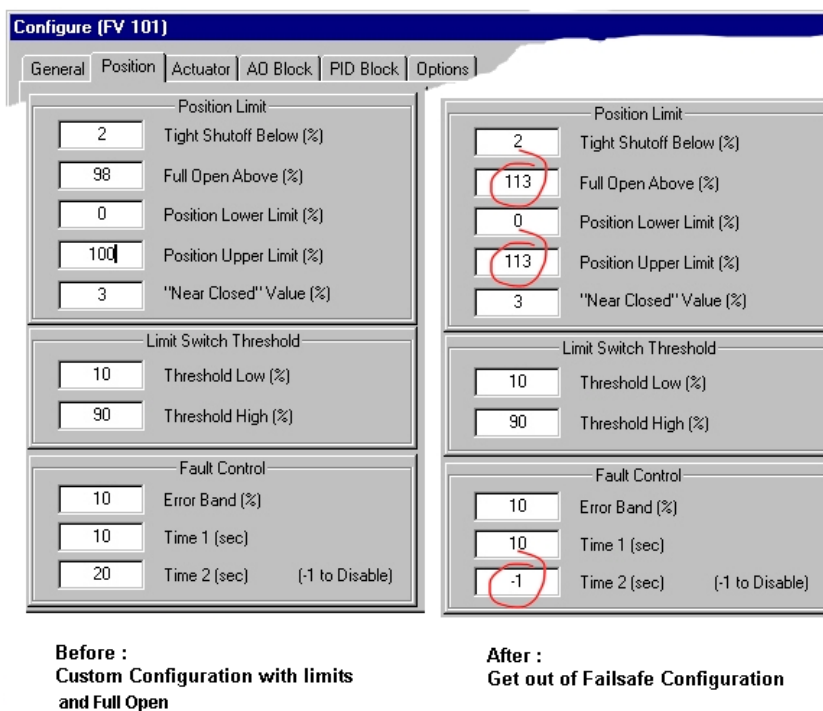 Configure (FV 101)
General Position Actuator AO Block PID Block Options
Position Limit
2 Tight Shutoff Below (%)
98 Full Open Above (%)
0 Position Lower Limit (%)
100 Position Upper Limit (%)
3 "Near Closed" Value (%)
Limit Switch Threshold
10 Threshold Low (%)
90 Threshold High (%)
Fault Control
10 Error Band (%)
10 Time 1 (sec)
20 Time 2 (sec) (-1 to Disable)
Before :
Custom Configuration with limits
and Full Open
Position Limit
2 Tight Shutoff Below (%)
113 Full Open Above (%)
0 Position Lower Limit (%)
113 Position Upper Limit (%)
3 "Near Closed" Value (%)
Limit Switch Threshold
10 Threshold Low (%)
90 Threshold High (%)
Fault Control
10 Error Band (%)
10 Time 1 (sec)
-1 Time 2 (sec) (-1 to Disable)
After :
Get out of Failsafe Configuration